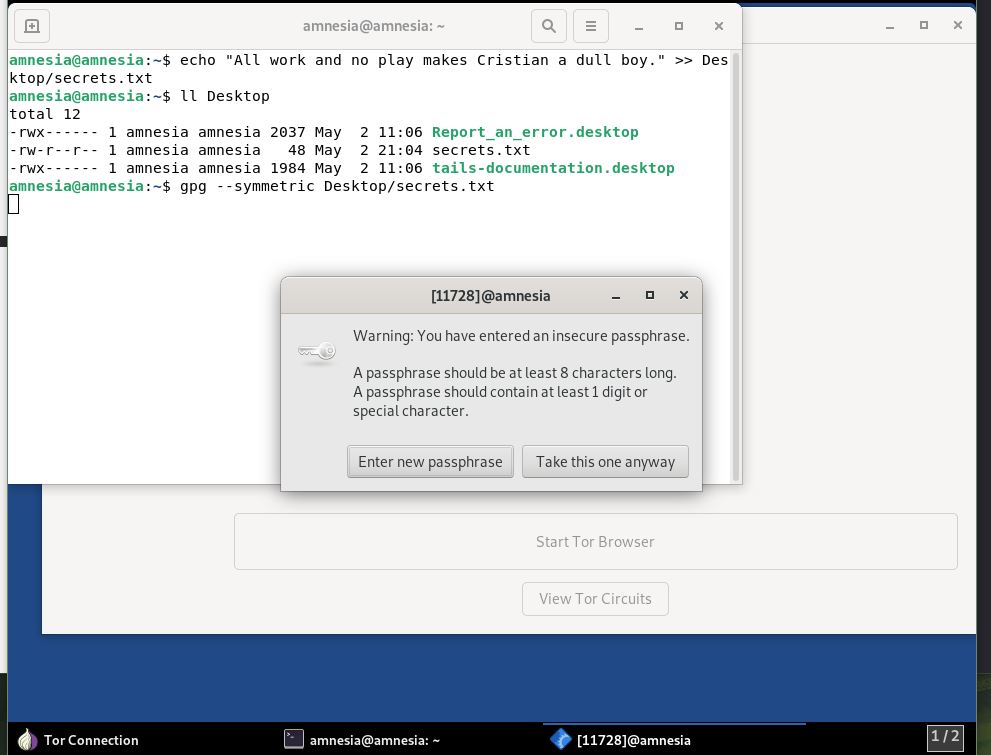 amnesia@amnesia: ~
amnesia@amnesia:~$ echo "All work and no play makes Cristian a dull boy." >> Des
ktop/secrets.txt
amnesia@amnesia:~$ ll Desktop
total 12
-rwx------ 1 amnesia amnesia 2037 May  2 11:06 Report_an_error.desktop
-rw-r--r-- 1 amnesia amnesia   48 May  2 21:04 secrets.txt
-rwx------ 1 amnesia amnesia 1984 May  2 11:06 tails-documentation.desktop
amnesia@amnesia:~$ gpg --symmetric Desktop/secrets.txt
[11728]@amnesia
Warning: You have entered an insecure passphrase.
A passphrase should be at least 8 characters long.
A passphrase should contain at least 1 digit or
special character.
Enter new passphrase
Take this one anyway
Start Tor Browser
View Tor Circuits
Tor Connection
amnesia@amnesia: ~
[11728]@amnesia
1 / 2